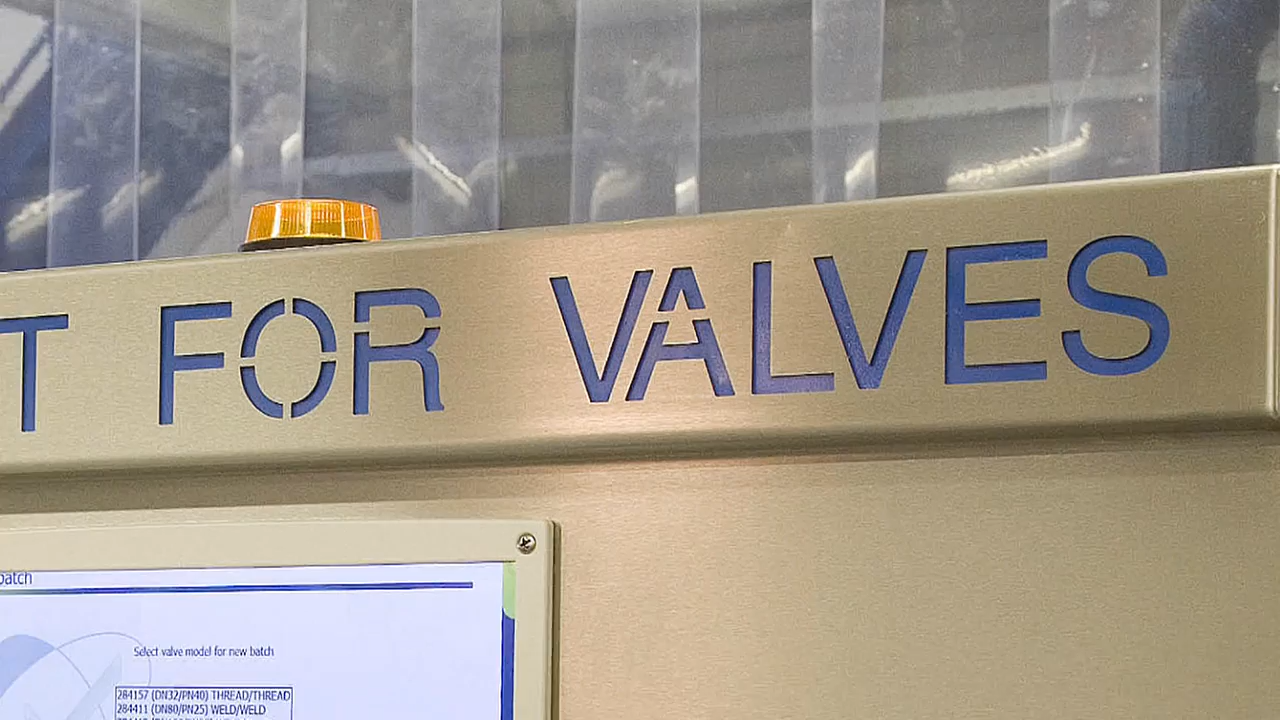 T FOR VALVES
batch
Select valve model for new batch
284157 (DN32/PN40) THREAD/THREAD
284411 (DN80/PN25) WELD/WELD